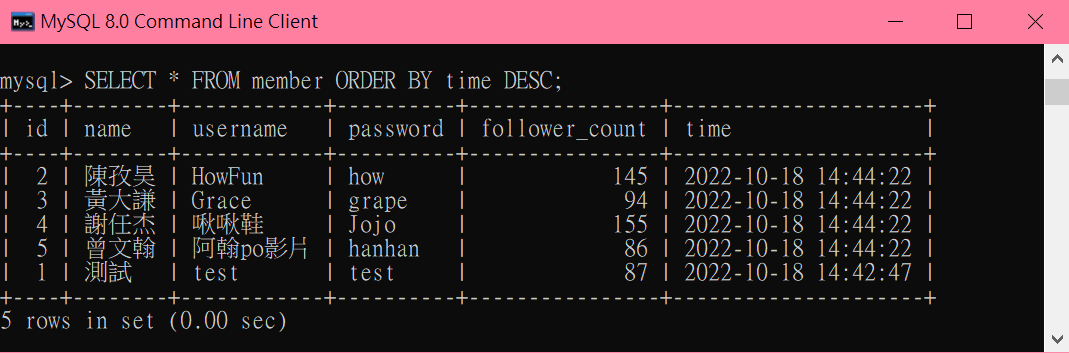 MySQL 8.0 Command Line Client
mysql> SELECT * FROM member ORDER BY time DESC;
+----+--------+------------+----------+----------------+---------------------+
| id | name | username | password | follower_count | time |
+----+--------+------------+----------+----------------+---------------------+
| 2 | 陳孜昊 | HowFun | how | 145 | 2022-10-18 14:44:22 |
| 3 | 黃大謙 | Grace | grape | 94 | 2022-10-18 14:44:22 |
| 4 | 謝任杰 | 啾啾鞋 | Jojo | 155 | 2022-10-18 14:44:22 |
| 5 | 曾文翰 | 阿翰po影片 | hanhan | 86 | 2022-10-18 14:44:22 |
| 1 | 測試 | test | test | 87 | 2022-10-18 14:42:47 |
+----+--------+------------+----------+----------------+---------------------+
5 rows in set (0.00 sec)